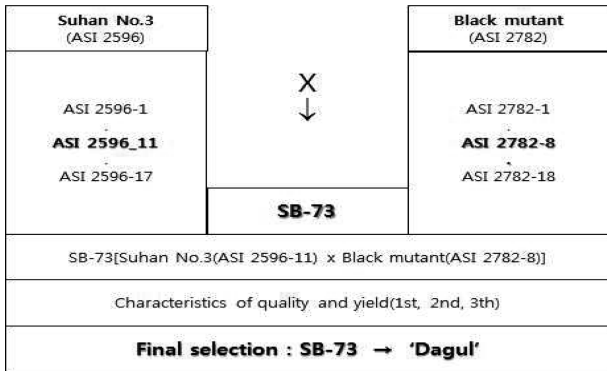 Suhan No.3
(ASI 2596)
Black mutant
(ASI 2782)
X
↓
ASI 2596-1
.
ASI 2596_11
.
ASI 2596-17
ASI 2782-1
.
ASI 2782-8
.
ASI 2782-18
SB-73
SB-73[Suhan No.3(ASI 2596-11) x Black mutant(ASI 2782-8)]
Characteristics of quality and yield(1st, 2nd, 3th)
Final selection : SB-73 → ‘Dagul’